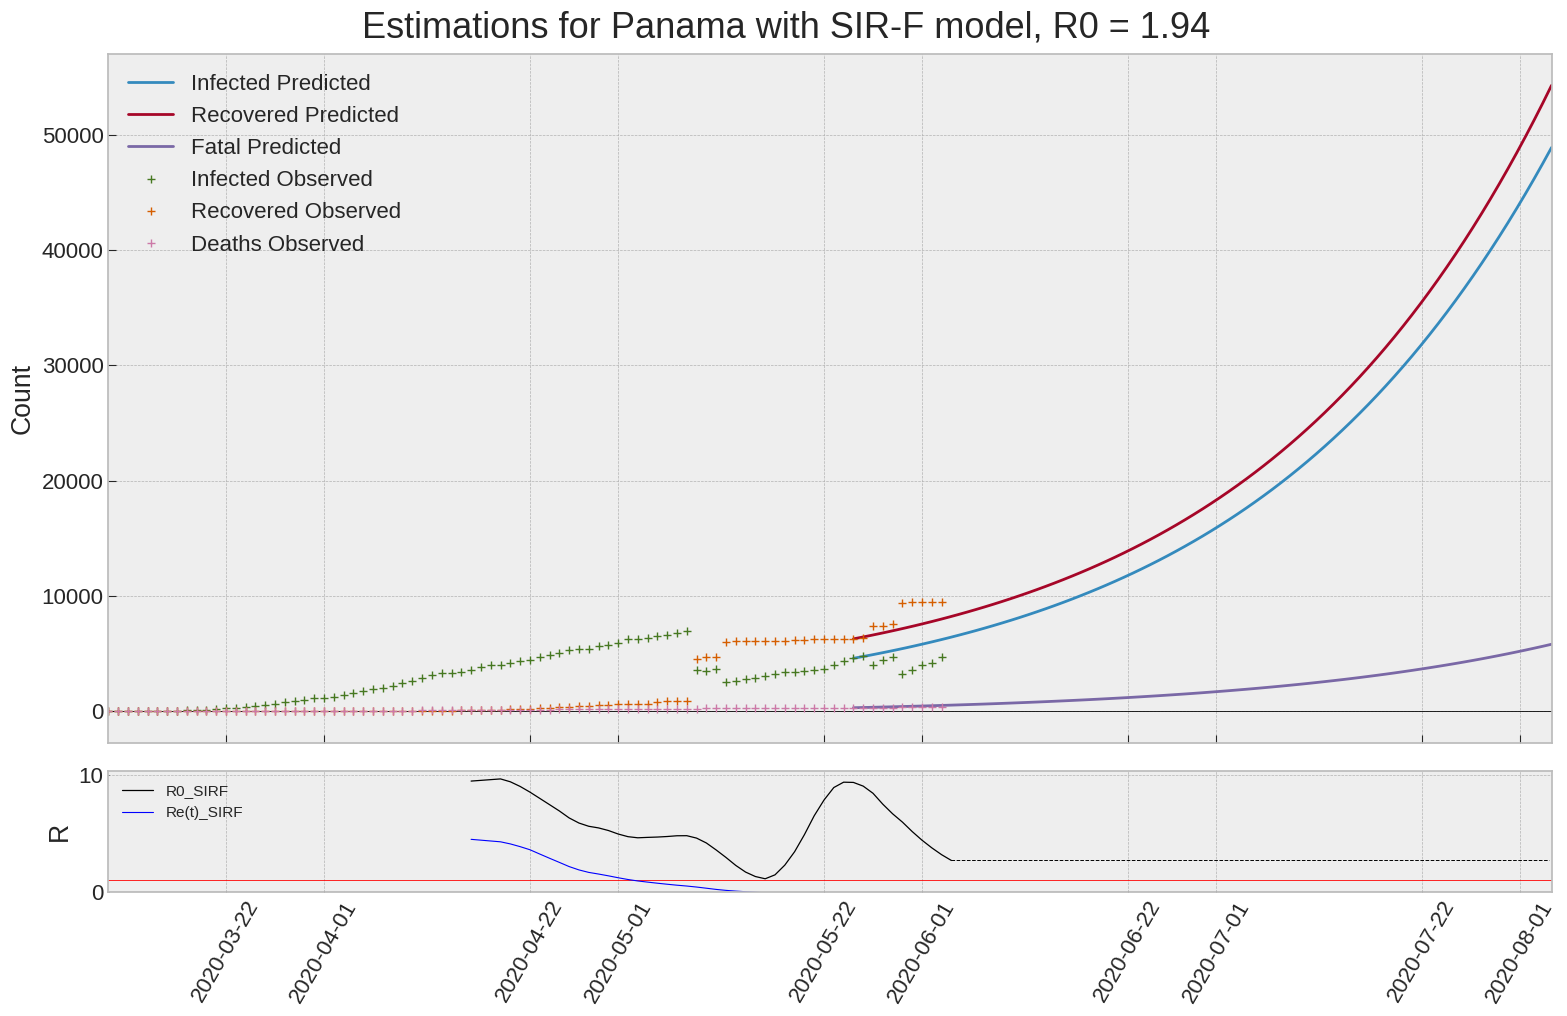 Estimations for Panama with SIR-F model, R0 = 1.94
Infected Predicted
Recovered Predicted
Fatal Predicted
Infected Observed
Recovered Observed
Deaths Observed
50000
40000
30000
20000
10000
0
Count
10
0
R
R0_SIRF
Re(t)_SIRF
2020-03-22
2020-04-01
2020-04-22
2020-05-01
2020-05-22
2020-06-01
2020-06-22
2020-07-01
2020-07-22
2020-08-01